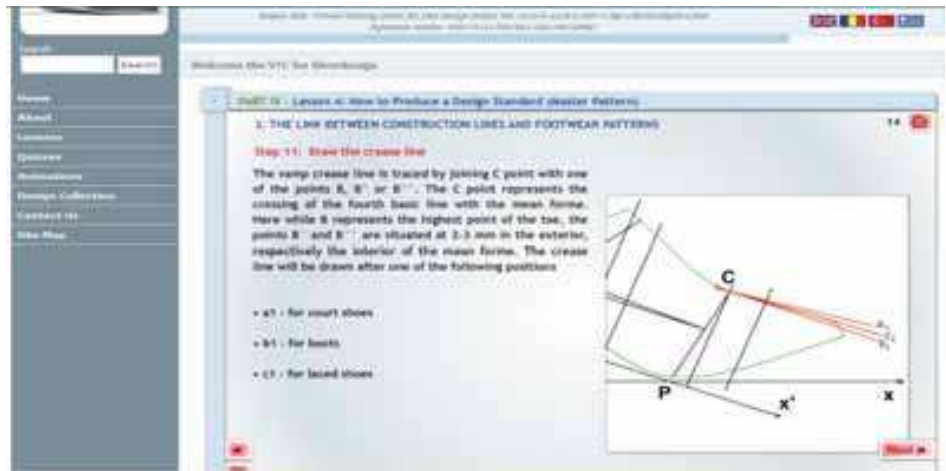 Search
Search
Welcome the VTC for Shoedesign
Home
About
Lessons
Quizzes
Animations
Design Collection
Contact Us
Site Map
PART IV - Lesson 4: How to Produce a Design Standard (Master Pattern)
3. THE LINK BETWEEN CONSTRUCTION LINES AND FOOTWEAR PATTERNS
14
Step 11: Draw the crease line
The vamp crease line is traced by joining C point with one
of the points B, B' or B''. The C point represents the
crossing of the fourth basic line with the mean forme.
Here while B represents the highest point of the toe, the
points B' and B'' are situated at 2-3 mm in the exterior,
respectively the interior of the mean forme. The crease
line will be drawn after one of the following positions
• a1 - for court shoes
• b1 - for boots
• c1 - for laced shoes
C
P
X'
X
Next